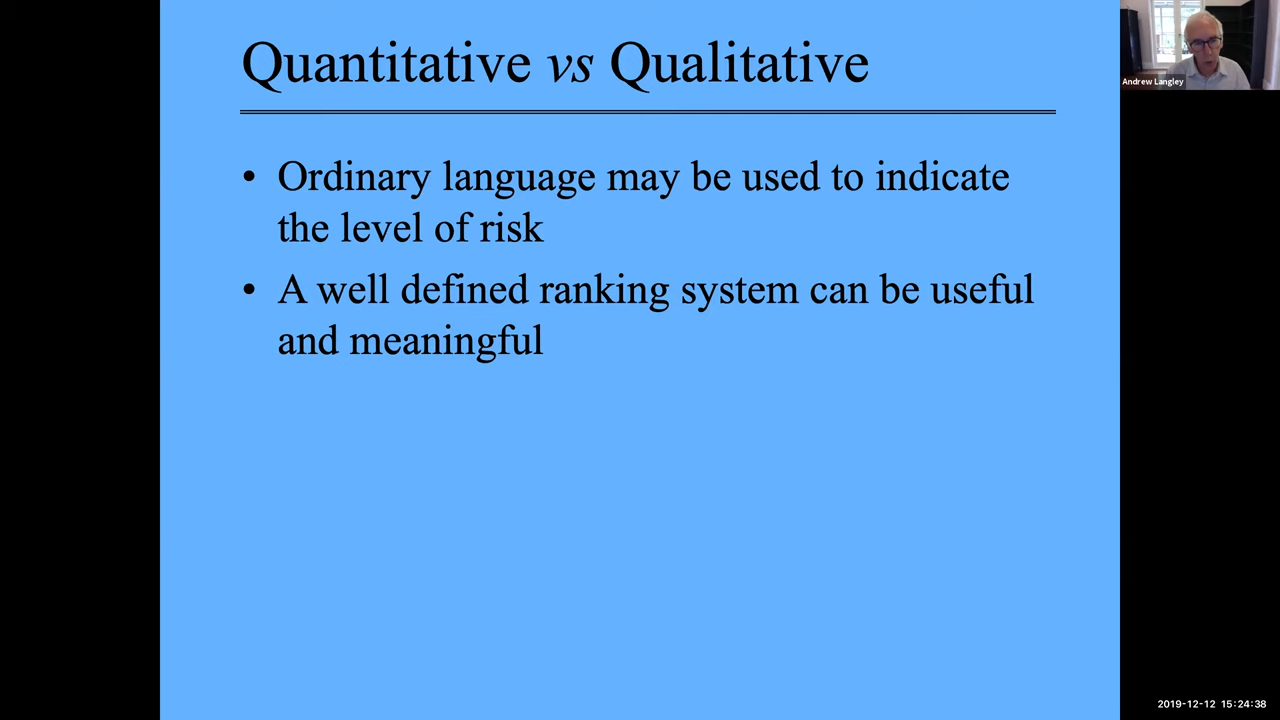 Quantitative vs Qualitative
Andrew Langley
• Ordinary language may be used to indicate
the level of risk
• A well defined ranking system can be useful
and meaningful
2019-12-12 15:24:38